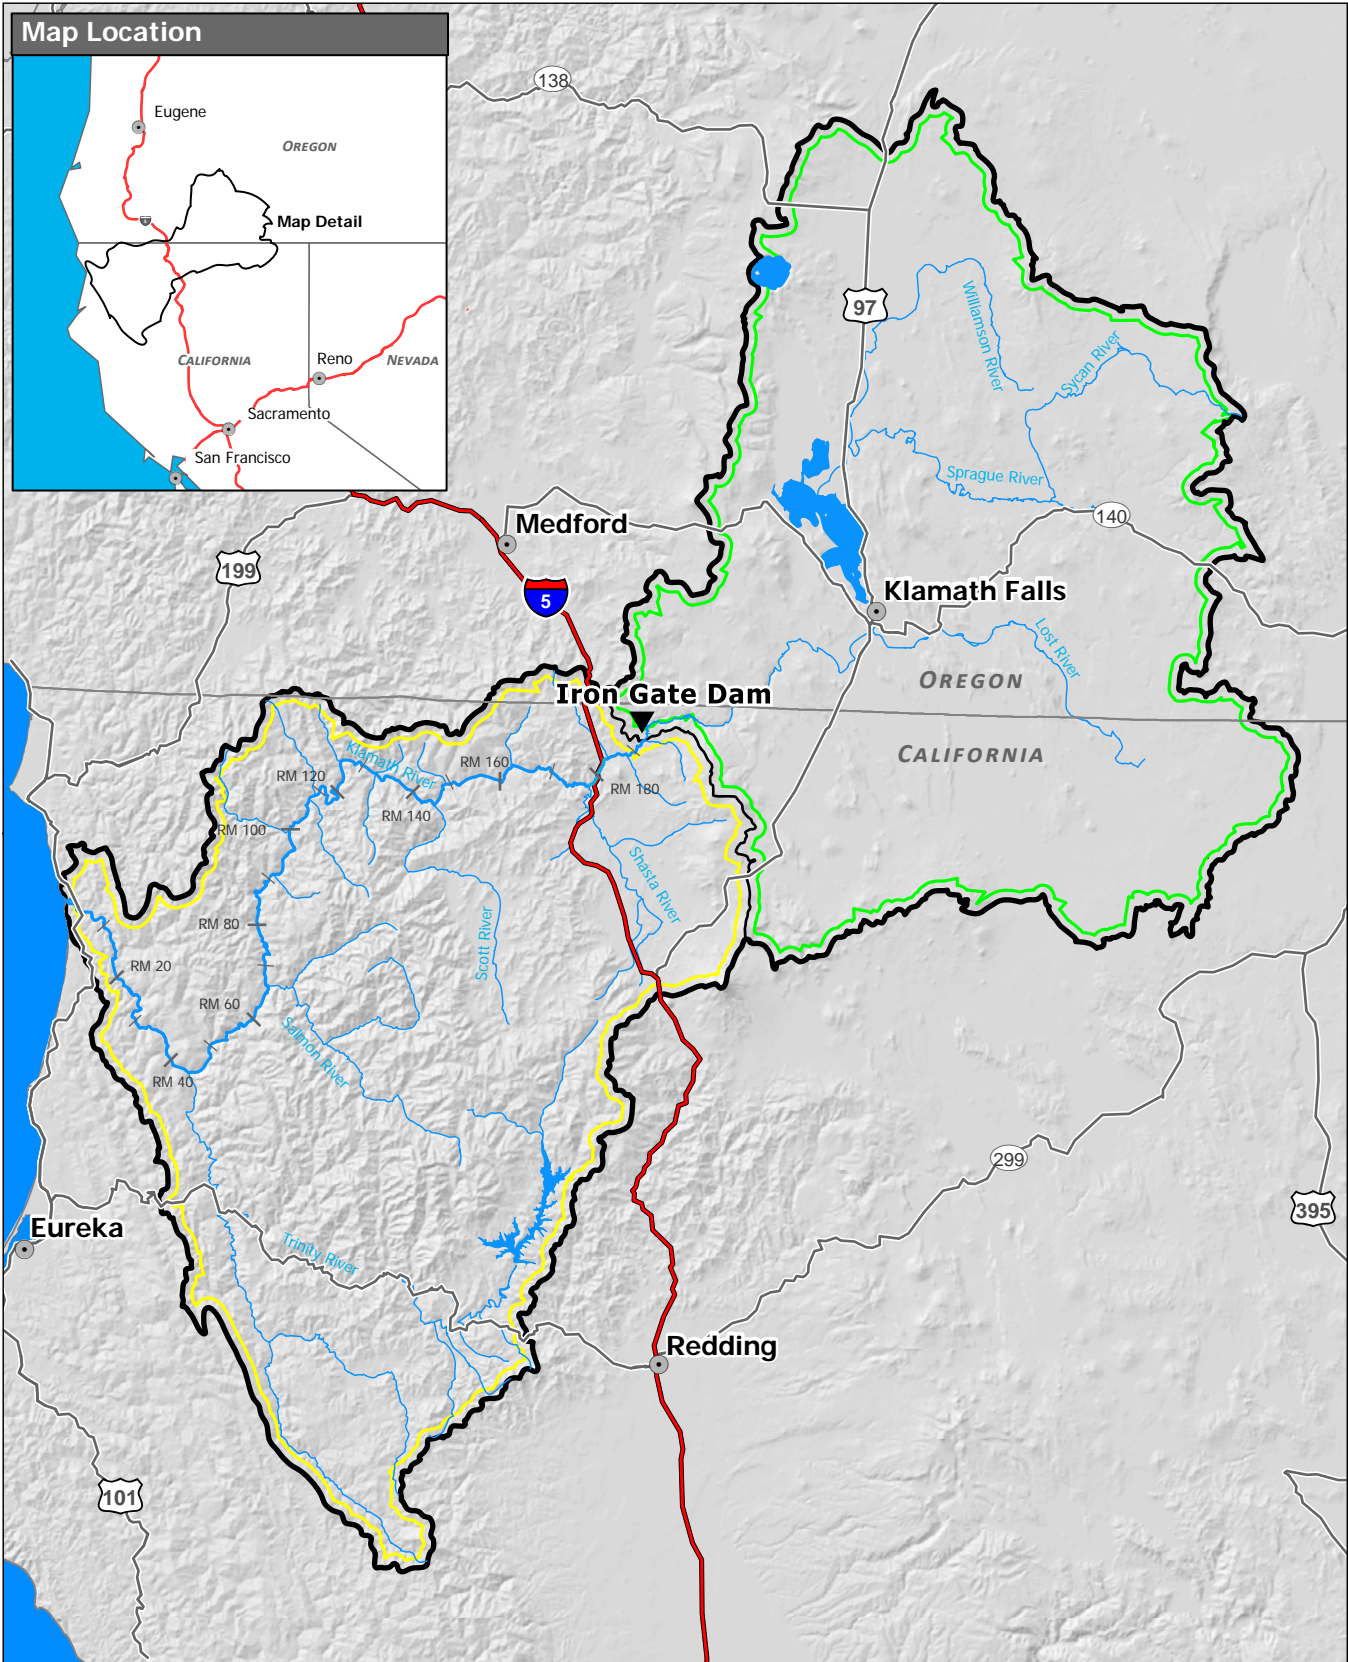 Map Location
Eugene
OREGON
Map Detail
CALIFORNIA
Reno
NEVADA
Sacramento
San Francisco
138
97
Williamson River
Sycan River
Sprague River
140
Medford
199
5
Klamath Falls
Lost River
OREGON
Iron Gate Dam
CALIFORNIA
Klamath River
RM 160
RM 120
RM 180
RM 140
RM 100
Shasta River
Scott River
RM 80
RM 20
RM 60
Salmon River
RM 40
299
395
Eureka
Trinity River
Redding
101